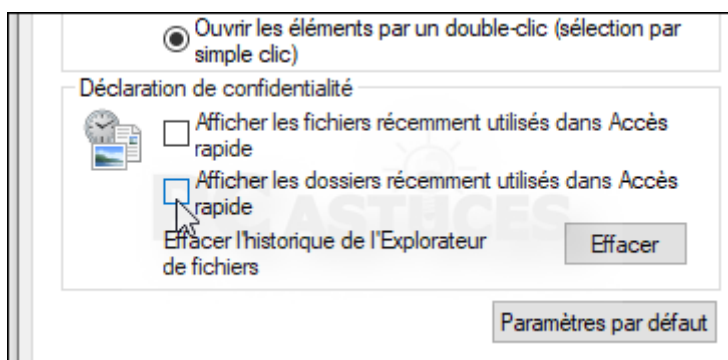 Ouvrir les éléments par un double-clic (sélection par
simple clic)
Déclaration de confidentialité
Afficher les fichiers récemment utilisés dans Accès
rapide
Afficher les dossiers récemment utilisés dans Accès
rapide
PC ASTUCES
Effacer l'historique de l'Explorateur
de fichiers
Effacer
Paramètres par défaut